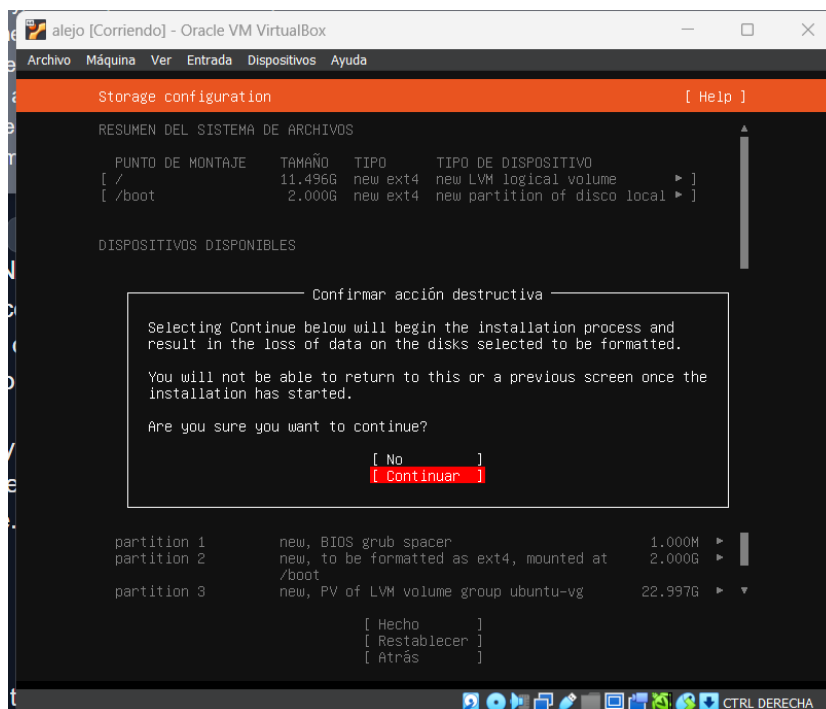 alejo [Corriendo] - Oracle VM VirtualBox
Archivo Máquina Ver Entrada Dispositivos Ayuda
Storage configuration [ Help ]
RESUMEN DEL SISTEMA DE ARCHIVOS
PUNTO DE MONTAJE TAMAÑO TIPO TIPO DE DISPOSITIVO
[ / 11.496G new ext4 new LVM logical volume ► ]
[ /boot 2.000G new ext4 new partition of disco local ► ]
DISPOSITIVOS DISPONIBLES
Confirmar acción destructiva
Selecting Continue below will begin the installation process and
result in the loss of data on the disks selected to be formatted.
You will not be able to return to this or a previous screen once the
installation has started.
Are you sure you want to continue?
[ No ]
[ Continuar ]
partition 1 new, BIOS grub spacer 1.000M ►
partition 2 new, to be formatted as ext4, mounted at 2.000G ►
/boot
partition 3 new, PV of LVM volume group ubuntu-vg 22.997G ► ▼
[ Hecho ]
[ Restablecer ]
[ Atrás ]
CTRL DERECHA